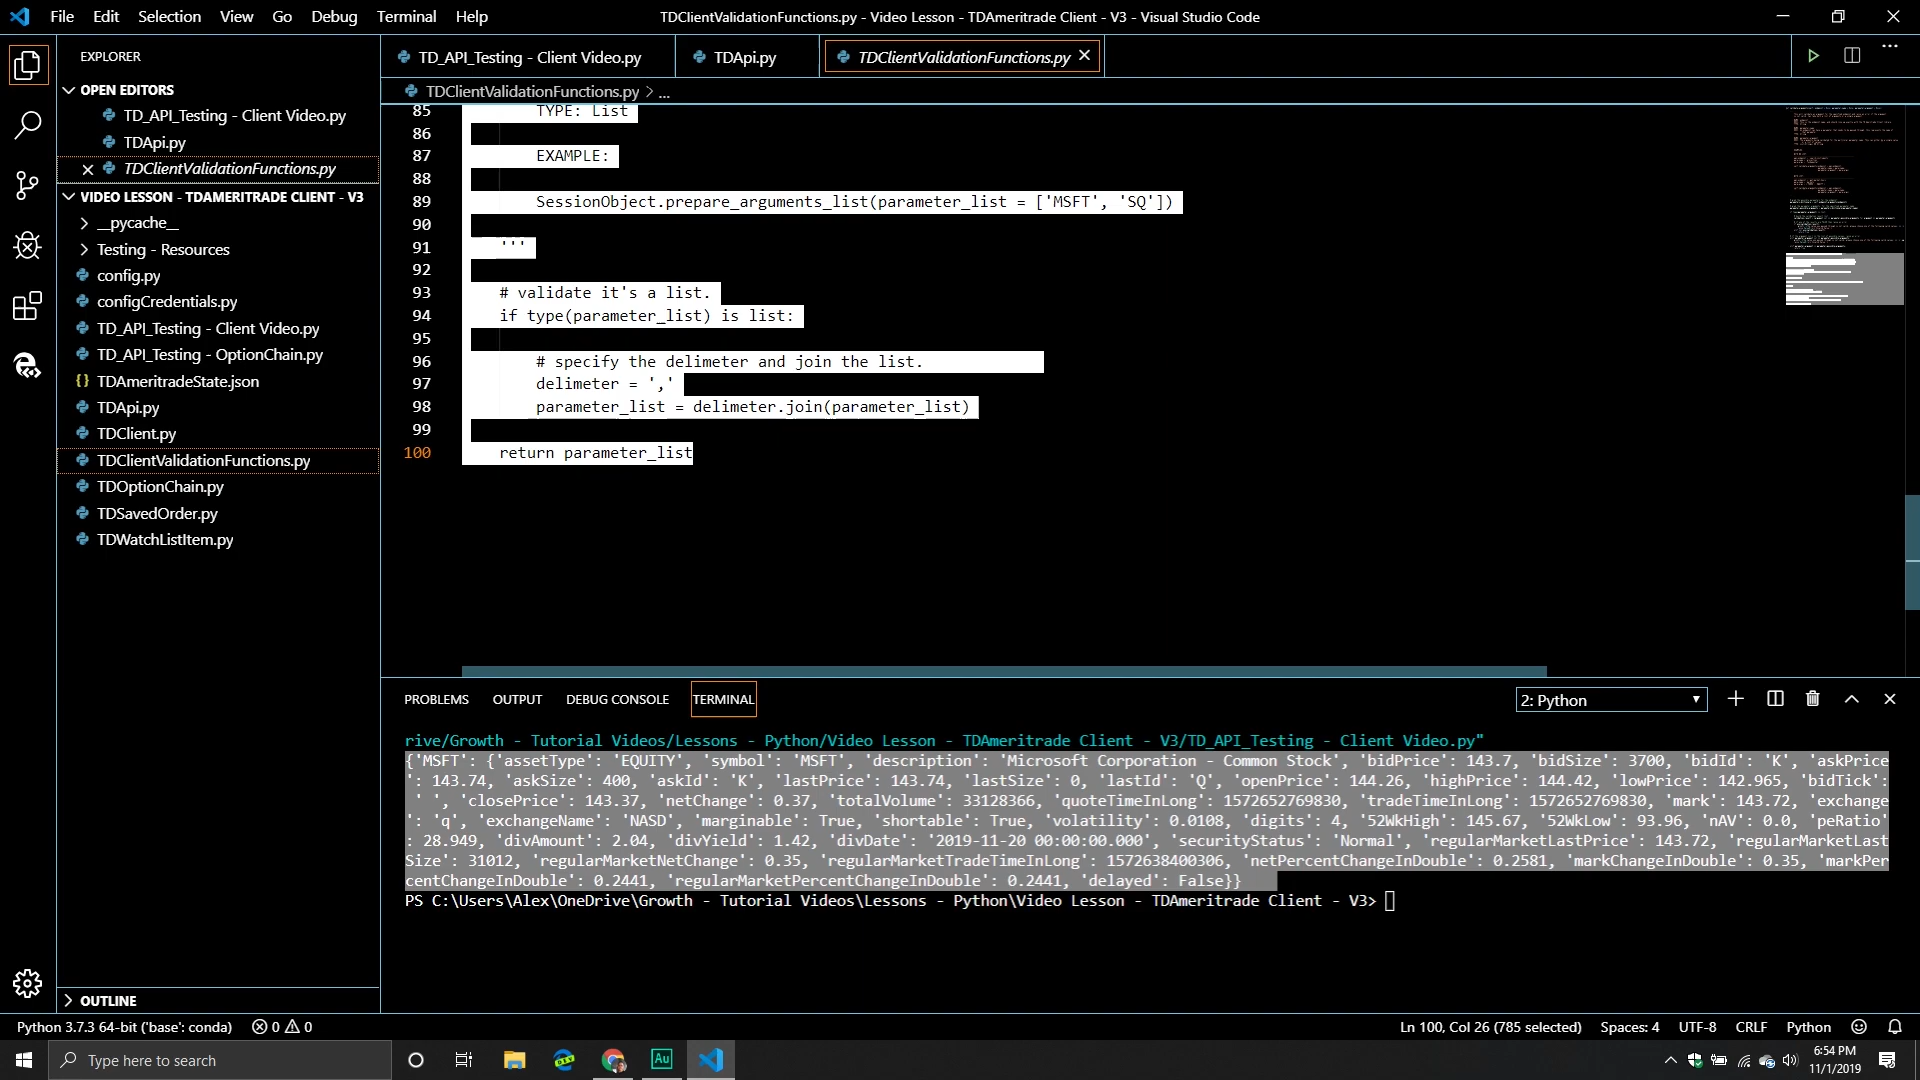 File Edit Selection View Go Debug Terminal Help
TDClientValidationFunctions.py - Video Lesson - TDAmeritrade Client - V3 - Visual Studio Code
EXPLORER
OPEN EDITORS
TD_API_Testing - Client Video.py
TDApi.py
TDClientValidationFunctions.py
VIDEO LESSON - TDAMERITRADE CLIENT - V3
__pycache__
Testing - Resources
config.py
configCredentials.py
TD_API_Testing - Client Video.py
TD_API_Testing - OptionChain.py
TDAmeritradeState.json
TDApi.py
TDClient.py
TDClientValidationFunctions.py
TDOptionChain.py
TDSavedOrder.py
TDWatchListItem.py
OUTLINE
TD_API_Testing - Client Video.py TDApi.py TDClientValidationFunctions.py
TDClientValidationFunctions.py > ...
85 TYPE: List
86
87 EXAMPLE:
88
89 SessionObject.prepare_arguments_list(parameter_list = ['MSFT', 'SQ'])
90
91 '''
92
93 # validate it's a list.
94 if type(parameter_list) is list:
95
96 # specify the delimeter and join the list.
97 delimeter = ','
98 parameter_list = delimeter.join(parameter_list)
99
100 return parameter_list
PROBLEMS OUTPUT DEBUG CONSOLE TERMINAL 2: Python
rive/Growth - Tutorial Videos/Lessons - Python/Video Lesson - TDAmeritrade Client - V3/TD_API_Testing - Client Video.py"
{'MSFT': {'assetType': 'EQUITY', 'symbol': 'MSFT', 'description': 'Microsoft Corporation - Common Stock', 'bidPrice': 143.7, 'bidSize': 3700, 'bidId': 'K', 'askPrice
': 143.74, 'askSize': 400, 'askId': 'K', 'lastPrice': 143.74, 'lastSize': 0, 'lastId': 'Q', 'openPrice': 144.26, 'highPrice': 144.42, 'lowPrice': 142.965, 'bidTick':
' ', 'closePrice': 143.37, 'netChange': 0.37, 'totalVolume': 33128366, 'quoteTimeInLong': 1572652769830, 'tradeTimeInLong': 1572652769830, 'mark': 143.72, 'exchange
': 'q', 'exchangeName': 'NASD', 'marginable': True, 'shortable': True, 'volatility': 0.0108, 'digits': 4, '52WkHigh': 145.67, '52WkLow': 93.96, 'nAV': 0.0, 'peRatio'
: 28.949, 'divAmount': 2.04, 'divYield': 1.42, 'divDate': '2019-11-20 00:00:00.000', 'securityStatus': 'Normal', 'regularMarketLastPrice': 143.72, 'regularMarketLast
Size': 31012, 'regularMarketNetChange': 0.35, 'regularMarketTradeTimeInLong': 1572638400306, 'netPercentChangeInDouble': 0.2581, 'markChangeInDouble': 0.35, 'markPer
centChangeInDouble': 0.2441, 'regularMarketPercentChangeInDouble': 0.2441, 'delayed': False}}
PS C:\Users\Alex\OneDrive\Growth - Tutorial Videos\Lessons - Python\Video Lesson - TDAmeritrade Client - V3>
Python 3.7.3 64-bit ('base': conda) 0 0 Ln 100, Col 26 (785 selected) Spaces: 4 UTF-8 CRLF Python
Type here to search Au 6:54 PM
11/1/2019